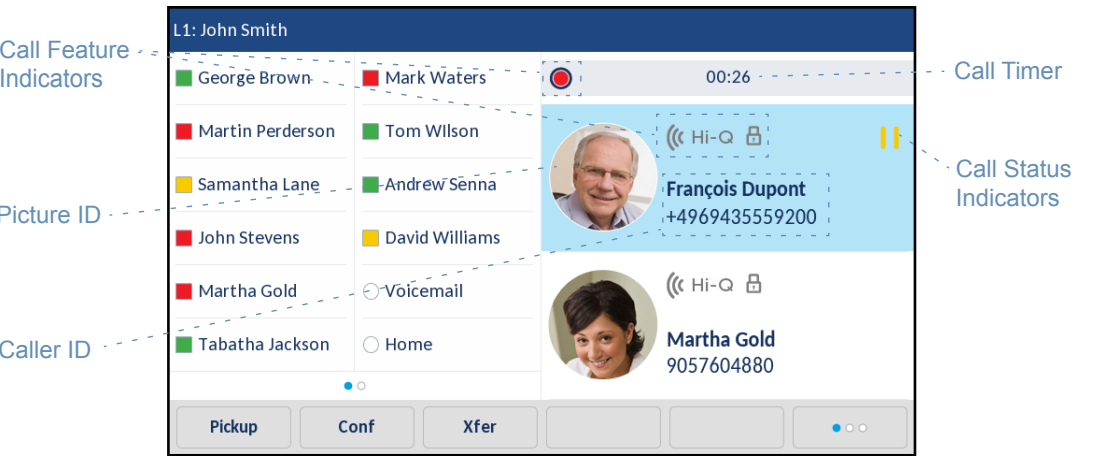 L1: John Smith
Call Feature
Indicators
George Brown
Mark Waters
00:26
Call Timer
Martin Perderson
Tom WIlson
Hi-Q
Call Status
Indicators
Samantha Lane
Andrew Senna
François Dupont
+4969435559200
Picture ID
John Stevens
David Williams
Martha Gold
Voicemail
Hi-Q
Caller ID
Tabatha Jackson
Home
Martha Gold
9057604880
Pickup
Conf
Xfer